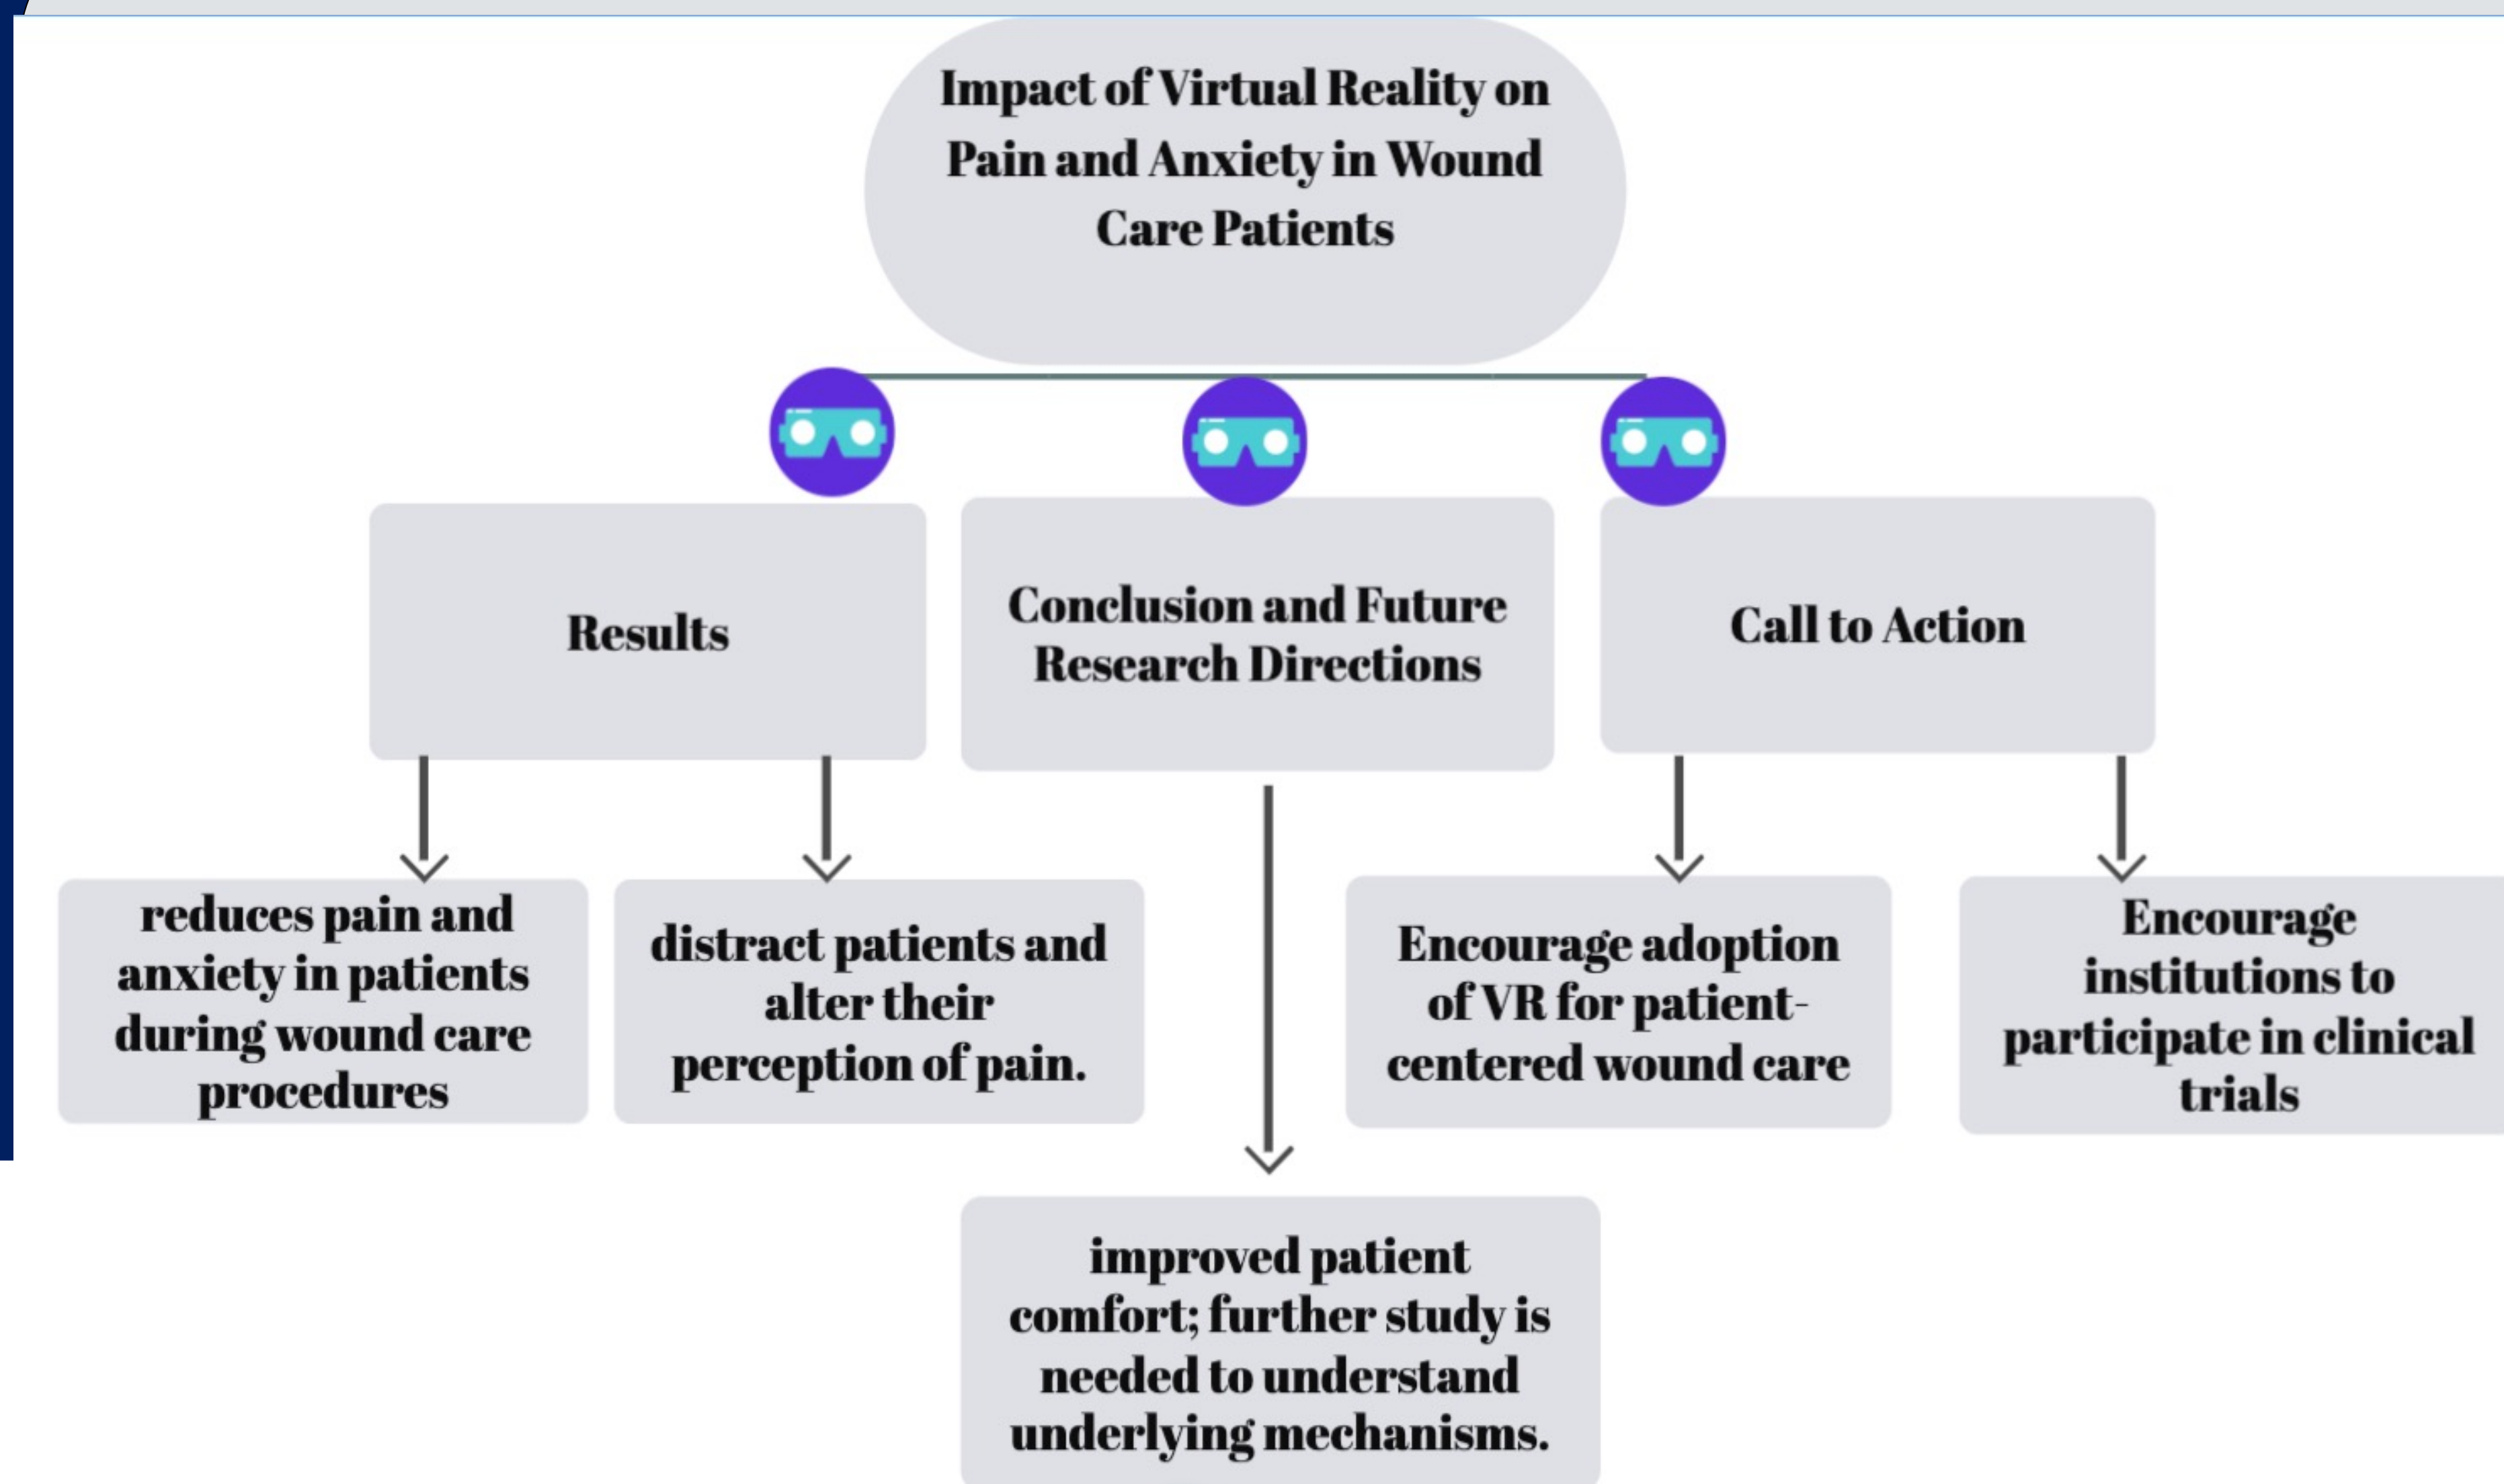 Impact of Virtual Reality on
Pain and Anxiety in Wound
Care Patients
Results
Conclusion and Future
Research Directions
Call to Action
reduces pain and
anxiety in patients
during wound care
procedures
distract patients and
alter their
perception of pain.
Encourage adoption
of VR for patient-
centered wound care
Encourage
institutions to
participate in clinical
trials
improved patient
comfort; further study is
needed to understand
underlying mechanisms.